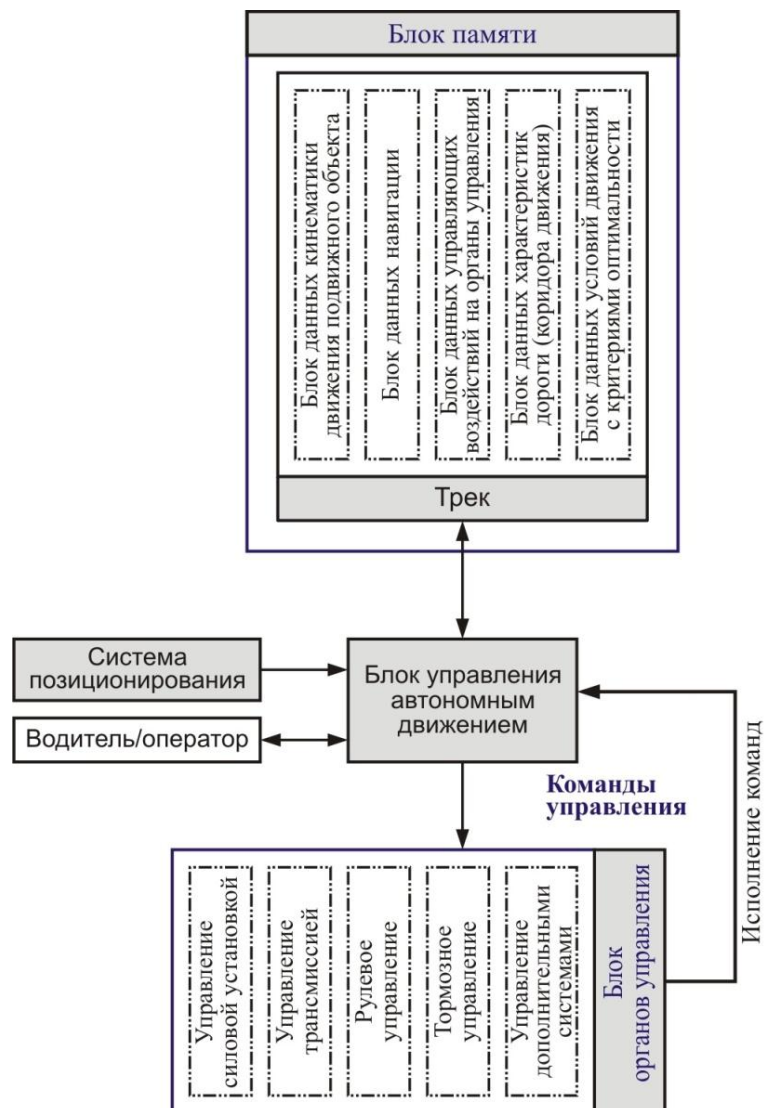 Блок памяти
Блок данных кинематики
движения подвижного объекта
Блок данных навигации
Блок данных управляющих
воздействий на органы управления
Блок данных характеристик
дороги (коридора движения)
Блок данных условий движения
с критериями оптимальности
Трек
Система
позиционирования
Водитель/оператор
Блок управления
автономным
движением
Команды
управления
Исполнение команд
Управление
силовой установкой
Управление
трансмиссией
Рулевое
управление
Тормозное
управление
Управление
дополнительными
системами
Блок
органов управления